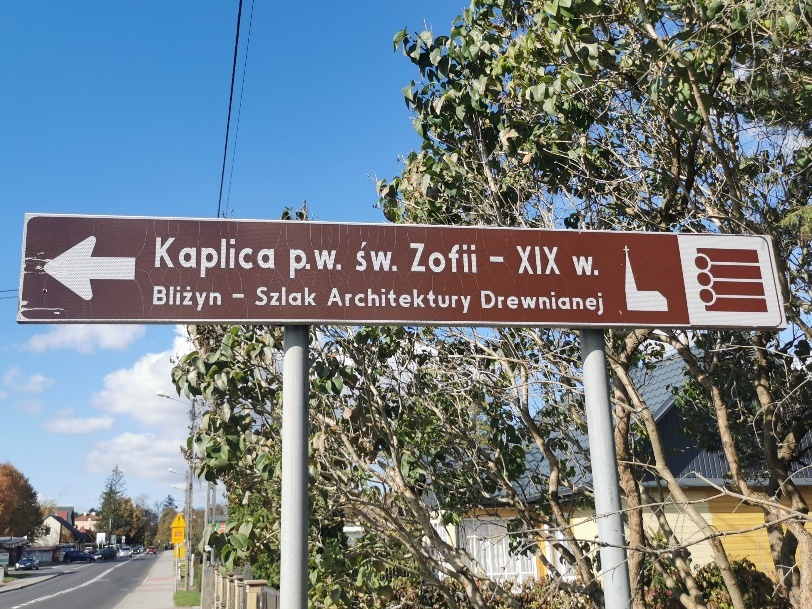 Kaplica p.w. św. Zofii - XIX w.
Bliżyn - Szlak Architektury Drewnianej